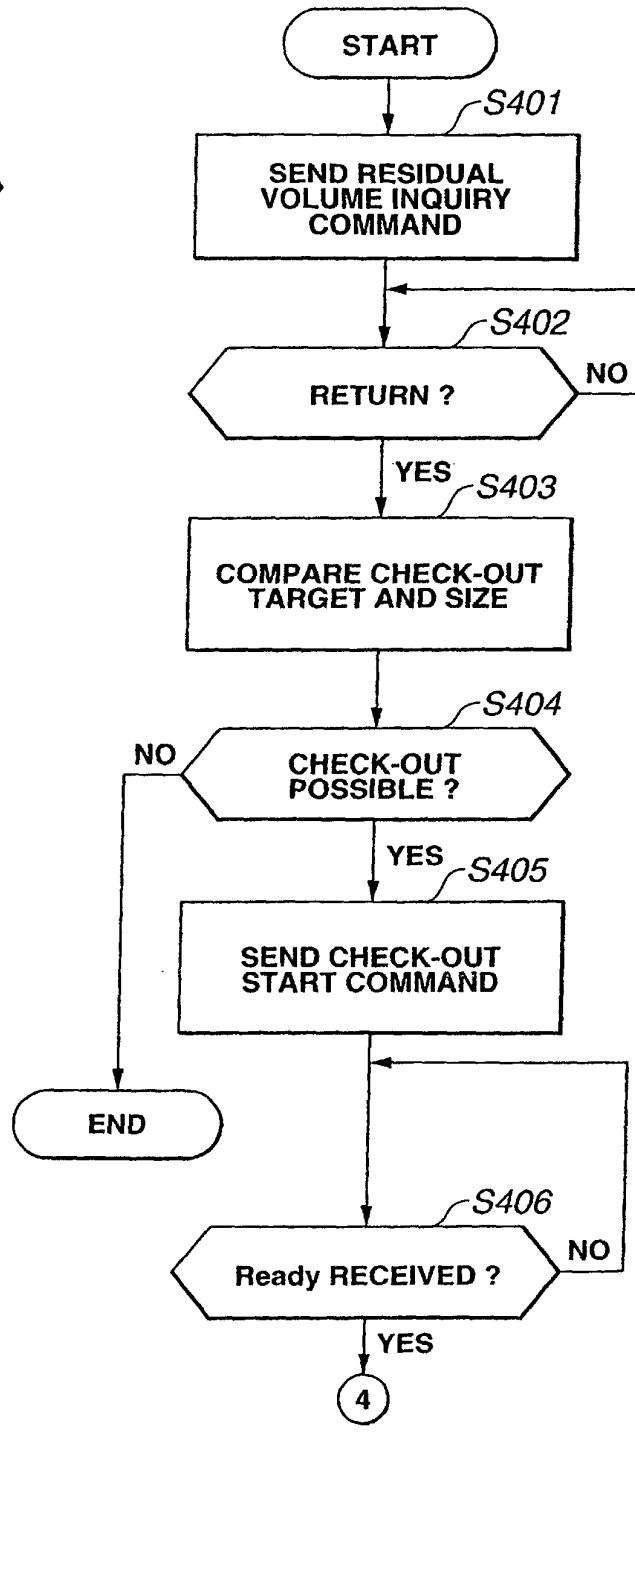 START
S401
SEND RESIDUAL
VOLUME INQUIRY
COMMAND
S402
RETURN ?
NO
YES
S403
COMPARE CHECK-OUT
TARGET AND SIZE
S404
NO
CHECK-OUT
POSSIBLE ?
YES
S405
SEND CHECK-OUT
START COMMAND
END
S406
Ready RECEIVED ?
NO
YES
4